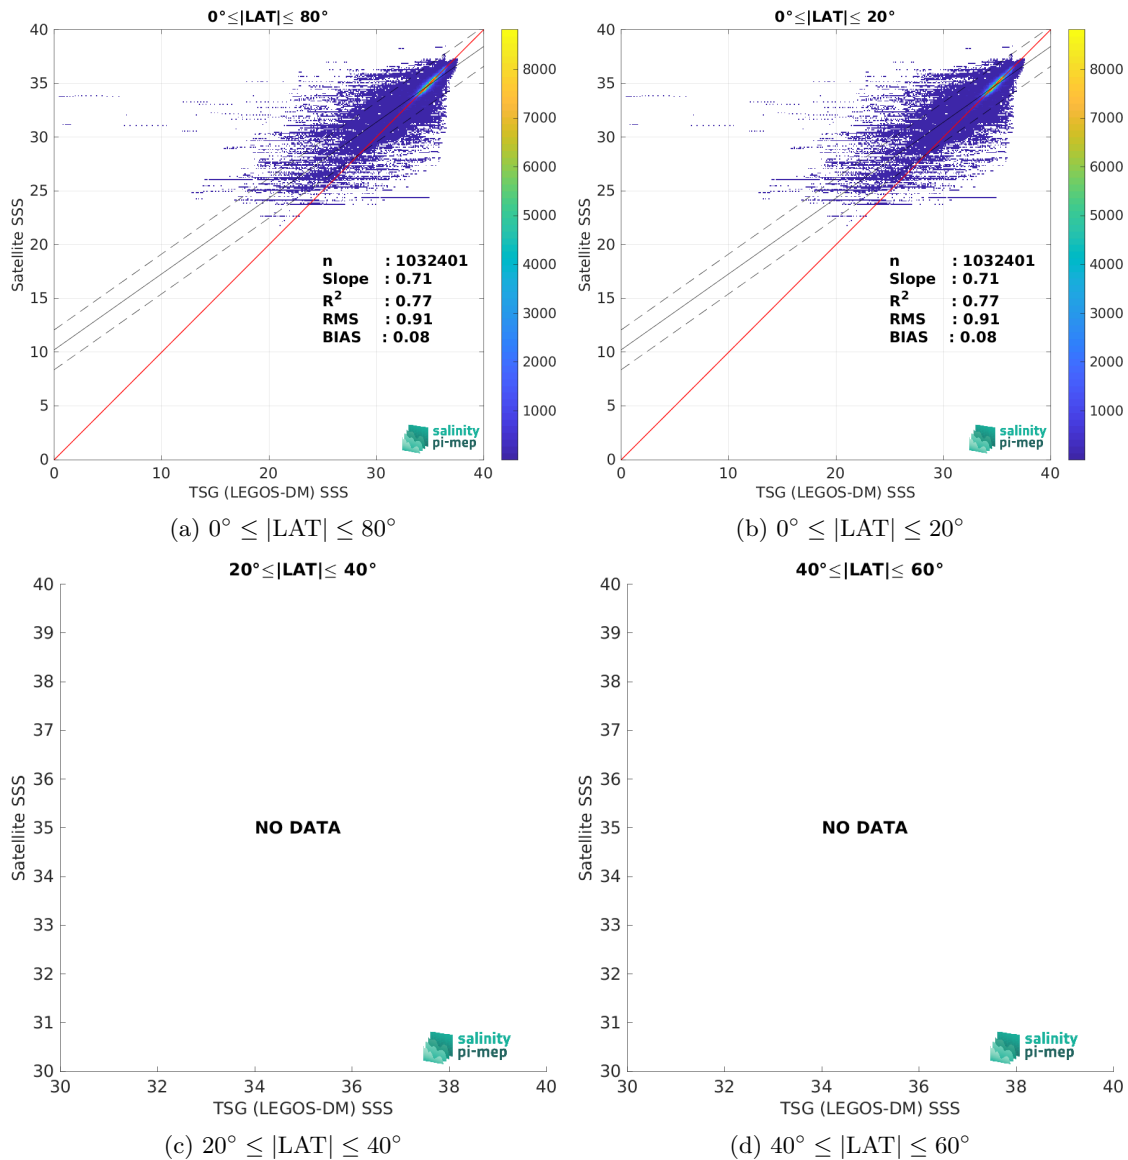 0°≤|LAT|≤ 80°
Satellite SSS
40
35
30
25
20
15
10
5
0
0 10 20 30 40
TSG (LEGOS-DM) SSS
n : 1032401
Slope : 0.71
R² : 0.77
RMS : 0.91
BIAS : 0.08
salinity
pi-mep
8000
7000
6000
5000
4000
3000
2000
1000
(a) 0° ≤ |LAT| ≤ 80°
0°≤|LAT|≤ 20°
Satellite SSS
40
35
30
25
20
15
10
5
0
0 10 20 30 40
TSG (LEGOS-DM) SSS
n : 1032401
Slope : 0.71
R² : 0.77
RMS : 0.91
BIAS : 0.08
salinity
pi-mep
8000
7000
6000
5000
4000
3000
2000
1000
(b) 0° ≤ |LAT| ≤ 20°
20°≤|LAT|≤ 40°
Satellite SSS
40
39
38
37
36
35
34
33
32
31
30
NO DATA
salinity
pi-mep
30 32 34 36 38 40
TSG (LEGOS-DM) SSS
(c) 20° ≤ |LAT| ≤ 40°
40°≤|LAT|≤ 60°
Satellite SSS
40
39
38
37
36
35
34
33
32
31
30
NO DATA
salinity
pi-mep
30 32 34 36 38 40
TSG (LEGOS-DM) SSS
(d) 40° ≤ |LAT| ≤ 60°